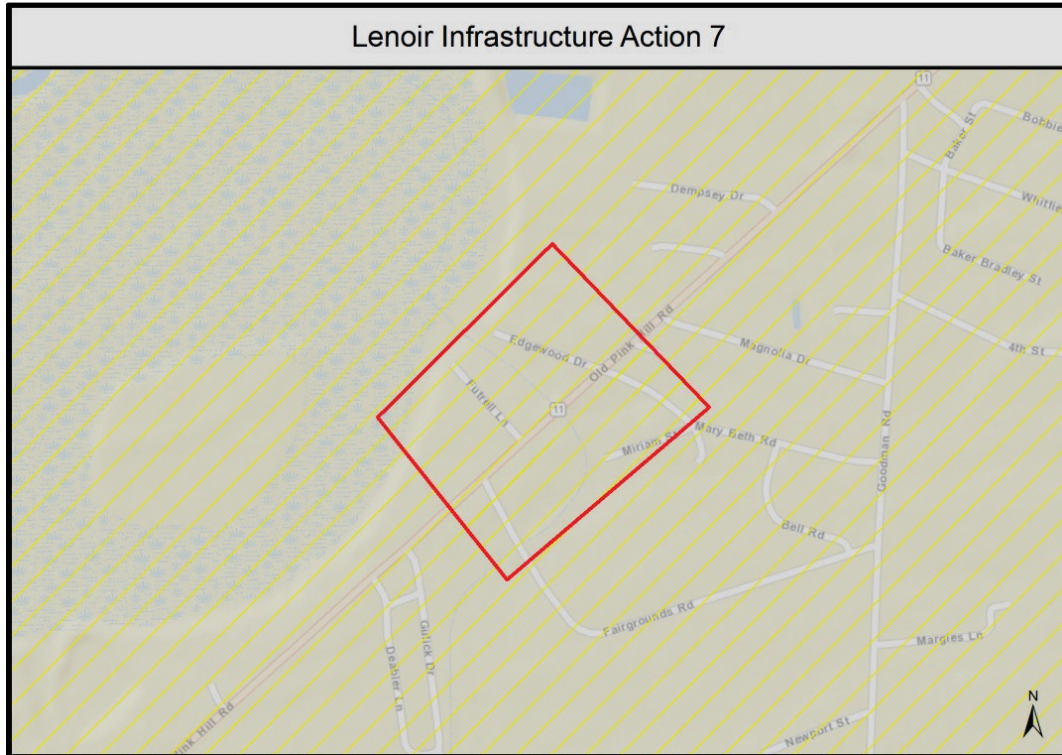 Lenoir Infrastructure Action 7
11
Baker St
Bobbie
Dempsey Dr
Whitfie
Baker Bradley St
Old Pink Hill Rd
Edgewood Dr
Magnolia Dr
4th St
Futrell Ln
11
Mary Beth Rd
Miriam St
Goodman Rd
Bell Rd
Fairgrounds Rd
Gulick Dr
Deabler Ln
Margies Ln
Pink Hill Rd
Newport St
N